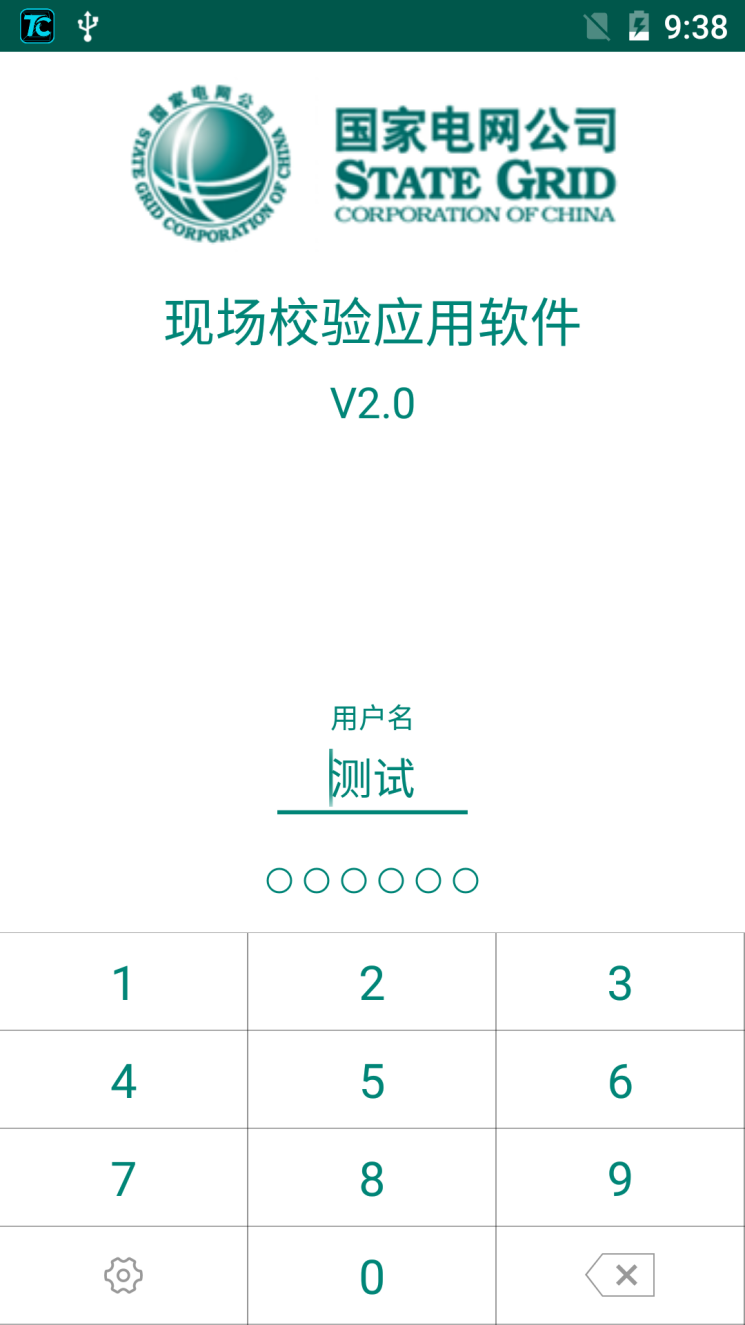 TC
9:38
国家电网公司
STATE GRID CORPORATION OF CHINA
国家电网公司
STATE GRID
CORPORATION OF CHINA
现场校验应用软件
V2.0
用户名
测试
1 2 3
4 5 6
7 8 9
0